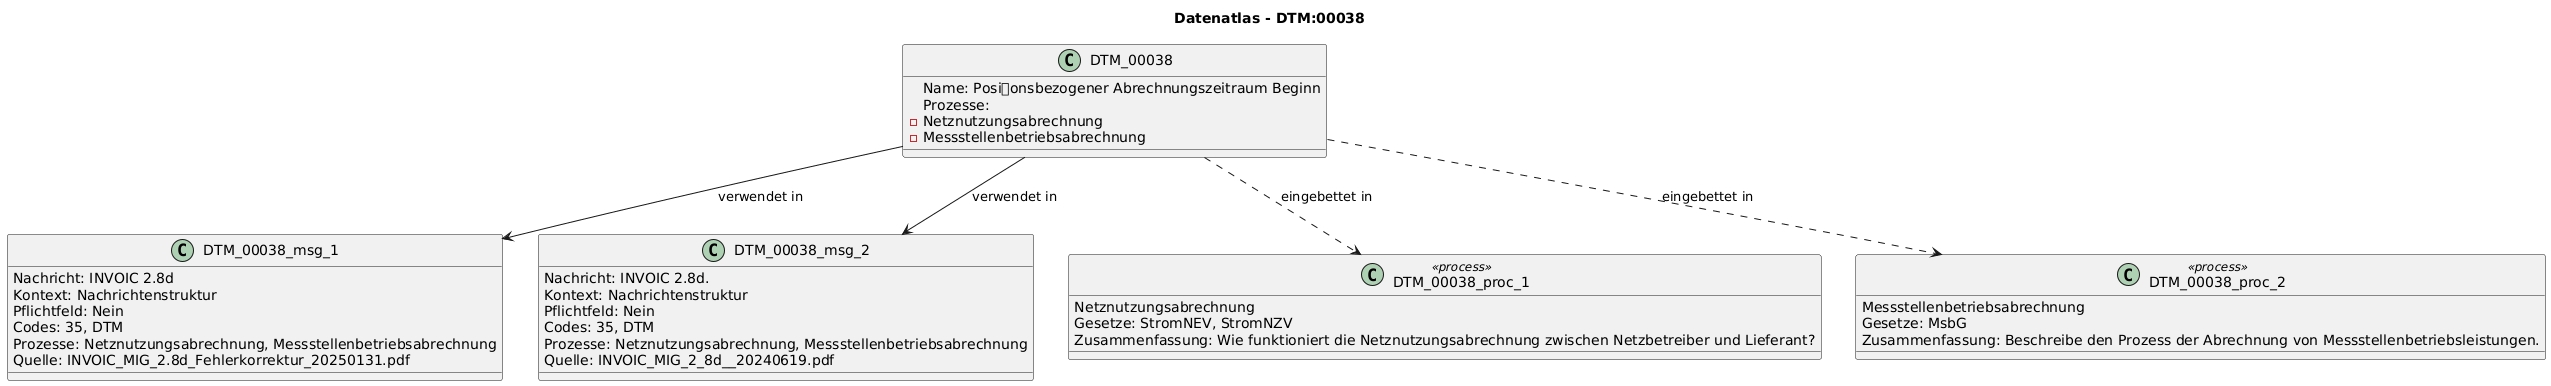 Datenatlas - DTM:00038
C DTM_00038
Name: Posi▯onsbezogener Abrechnungszeitraum Beginn
Prozesse:
Netznutzungsabrechnung
Messstellenbetriebsabrechnung
verwendet in
verwendet in
eingebettet in
eingebettet in
C DTM_00038_msg_1
Nachricht: INVOIC 2.8d
Kontext: Nachrichtenstruktur
Pflichtfeld: Nein
Codes: 35, DTM
Prozesse: Netznutzungsabrechnung, Messstellenbetriebsabrechnung
Quelle: INVOIC_MIG_2.8d_Fehlerkorrektur_20250131.pdf
C DTM_00038_msg_2
Nachricht: INVOIC 2.8d.
Kontext: Nachrichtenstruktur
Pflichtfeld: Nein
Codes: 35, DTM
Prozesse: Netznutzungsabrechnung, Messstellenbetriebsabrechnung
Quelle: INVOIC_MIG_2_8d__20240619.pdf
«process»
C DTM_00038_proc_1
Netznutzungsabrechnung
Gesetze: StromNEV, StromNZV
Zusammenfassung: Wie funktioniert die Netznutzungsabrechnung zwischen Netzbetreiber und Lieferant?
«process»
C DTM_00038_proc_2
Messstellenbetriebsabrechnung
Gesetze: MsbG
Zusammenfassung: Beschreibe den Prozess der Abrechnung von Messstellenbetriebsleistungen.